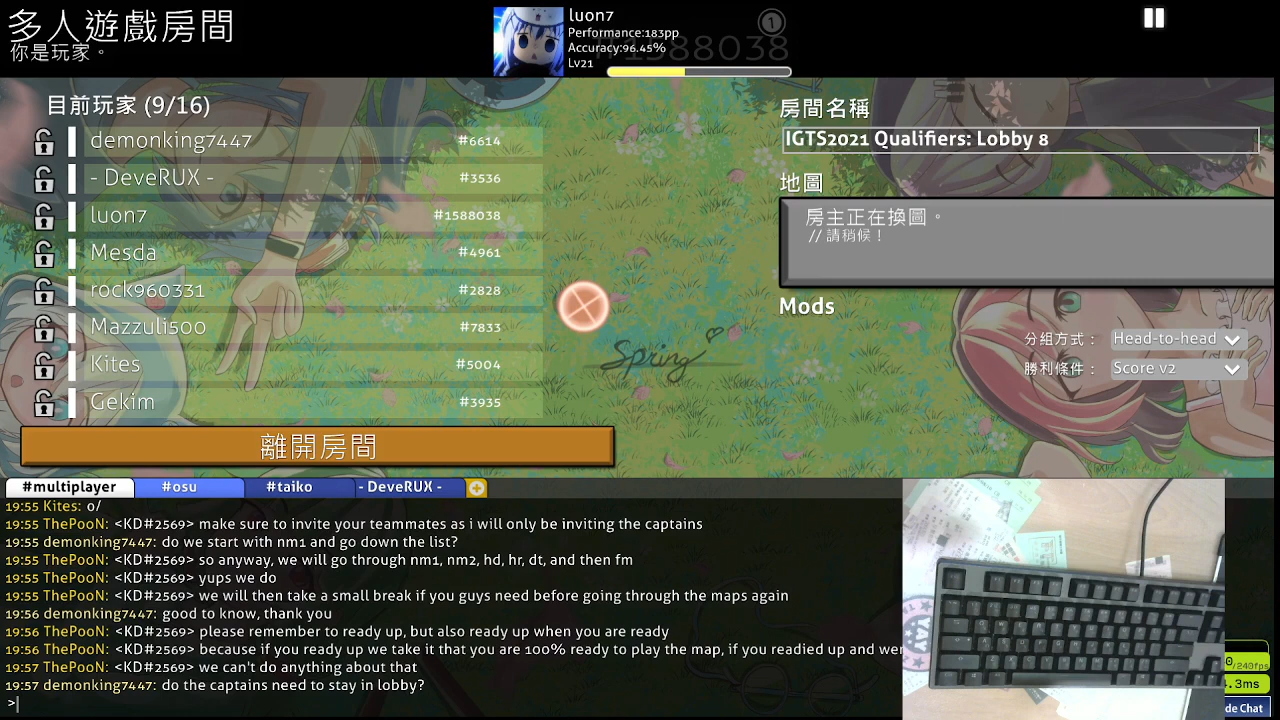 多人遊戲房間
你是玩家。
luon7
Performance:183pp
Accuracy:96.45%
Lv21
1
#1588038
目前玩家 (9/16)
demonking7447 #6614
- DeveRUX - #3536
luon7 #1588038
Mesda #4961
rock960331 #2828
Mazzuli500 #7833
Kites #5004
Gekim #3935
離開房間
房間名稱
IGTS2021 Qualifiers: Lobby 8
地圖
房主正在換圖。
// 請稍候！
Mods
分組方式： Head-to-head
勝利條件： Score v2
Spring
#multiplayer #osu #taiko - DeveRUX -
19:55 Kites: o/
19:55 ThePooN: <KD#2569> make sure to invite your teammates as i will only be inviting the captains
19:55 demonking7447: do we start with nm1 and go down the list?
19:55 ThePooN: <KD#2569> so anyway, we will go through nm1, nm2, hd, hr, dt, and then fm
19:55 ThePooN: <KD#2569> yups we do
19:55 ThePooN: <KD#2569> we will then take a small break if you guys need before going through the maps again
19:56 demonking7447: good to know, thank you
19:56 ThePooN: <KD#2569> please remember to ready up, but also ready up when you are ready
19:56 ThePooN: <KD#2569> because if you ready up we take it that you are 100% ready to play the map, if you readied up and wer
19:57 ThePooN: <KD#2569> we can't do anything about that
19:57 demonking7447: do the captains need to stay in lobby?
>
YAY
0/240fps
.3ms
de Chat